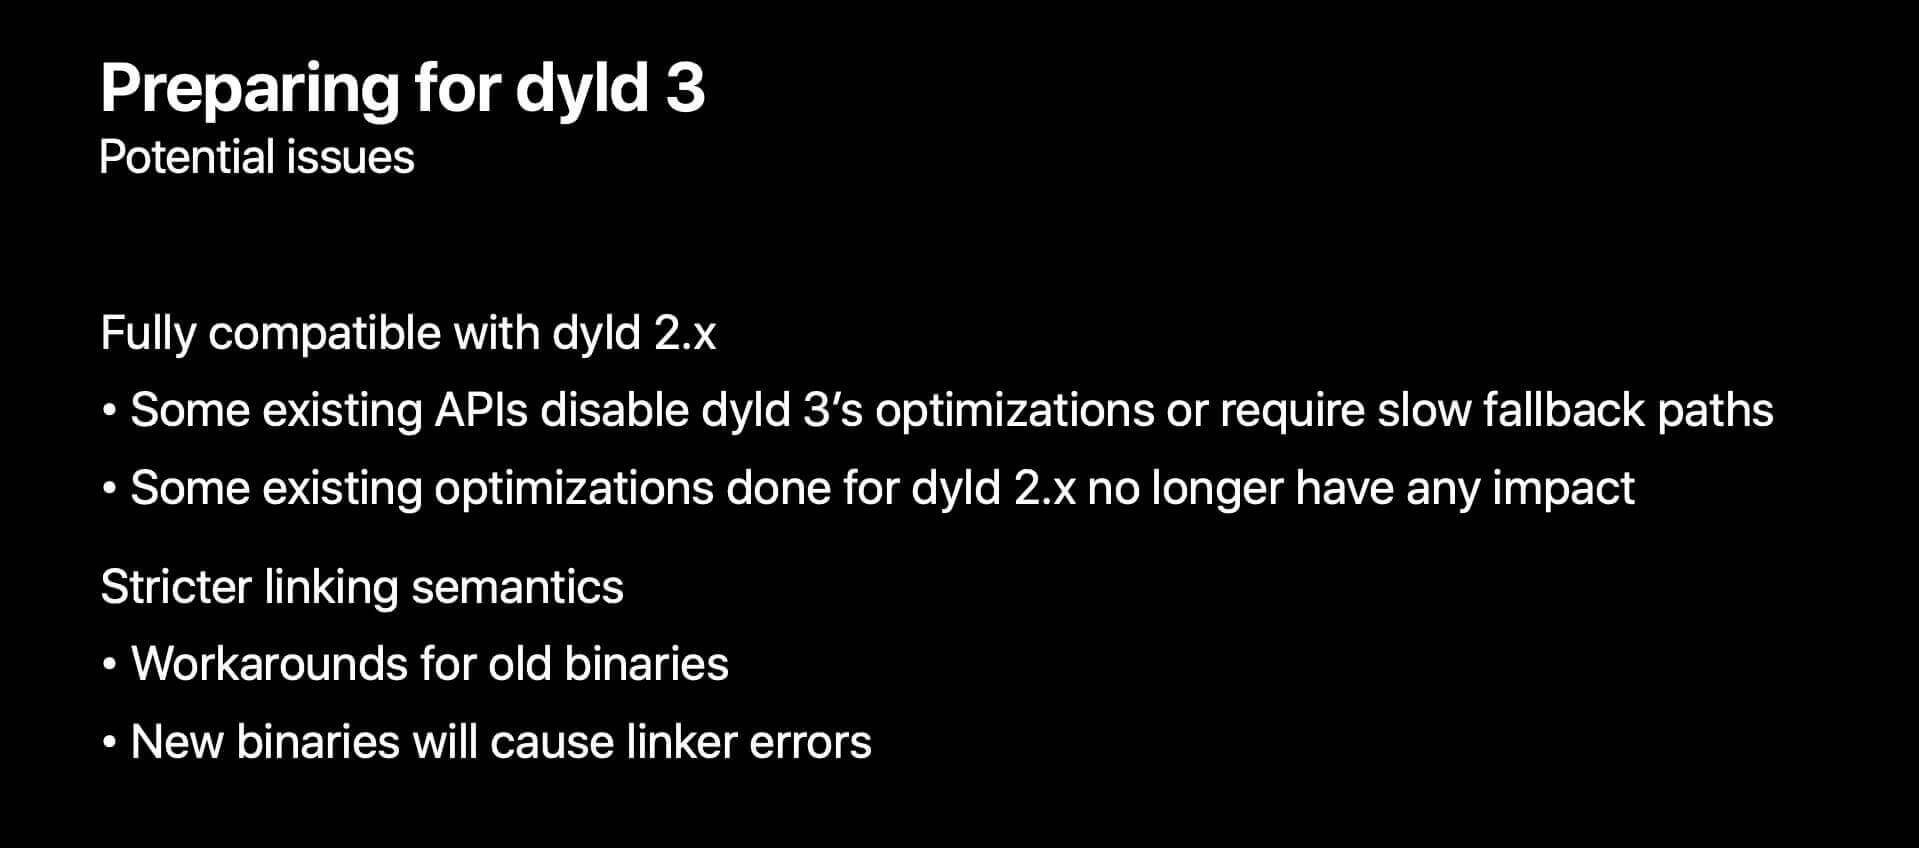 Preparing for dyld 3
Potential issues
Fully compatible with dyld 2.x
• Some existing APIs disable dyld 3’s optimizations or require slow fallback paths
• Some existing optimizations done for dyld 2.x no longer have any impact
Stricter linking semantics
• Workarounds for old binaries
• New binaries will cause linker errors